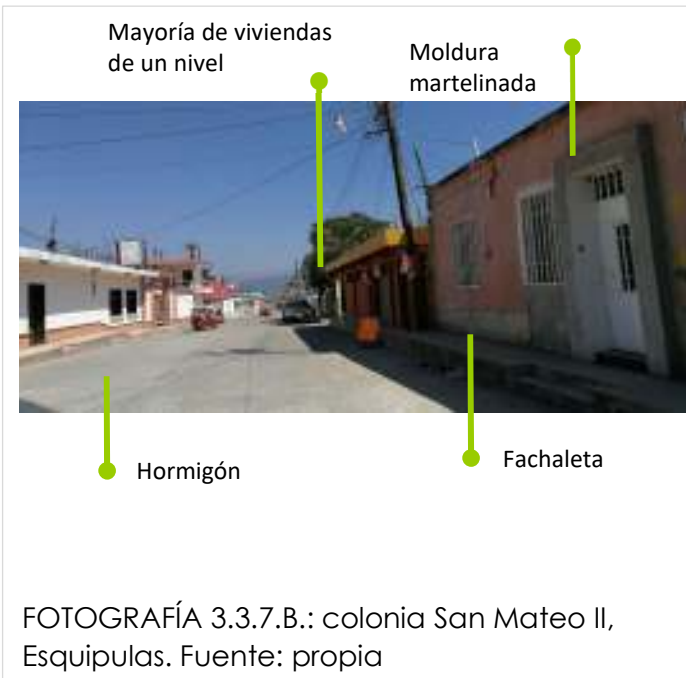 Mayoría de viviendas
de un nivel
Moldura
martelinada
Hormigón
Fachaleta
FOTOGRAFÍA 3.3.7.B.: colonia San Mateo II,
Esquipulas. Fuente: propia